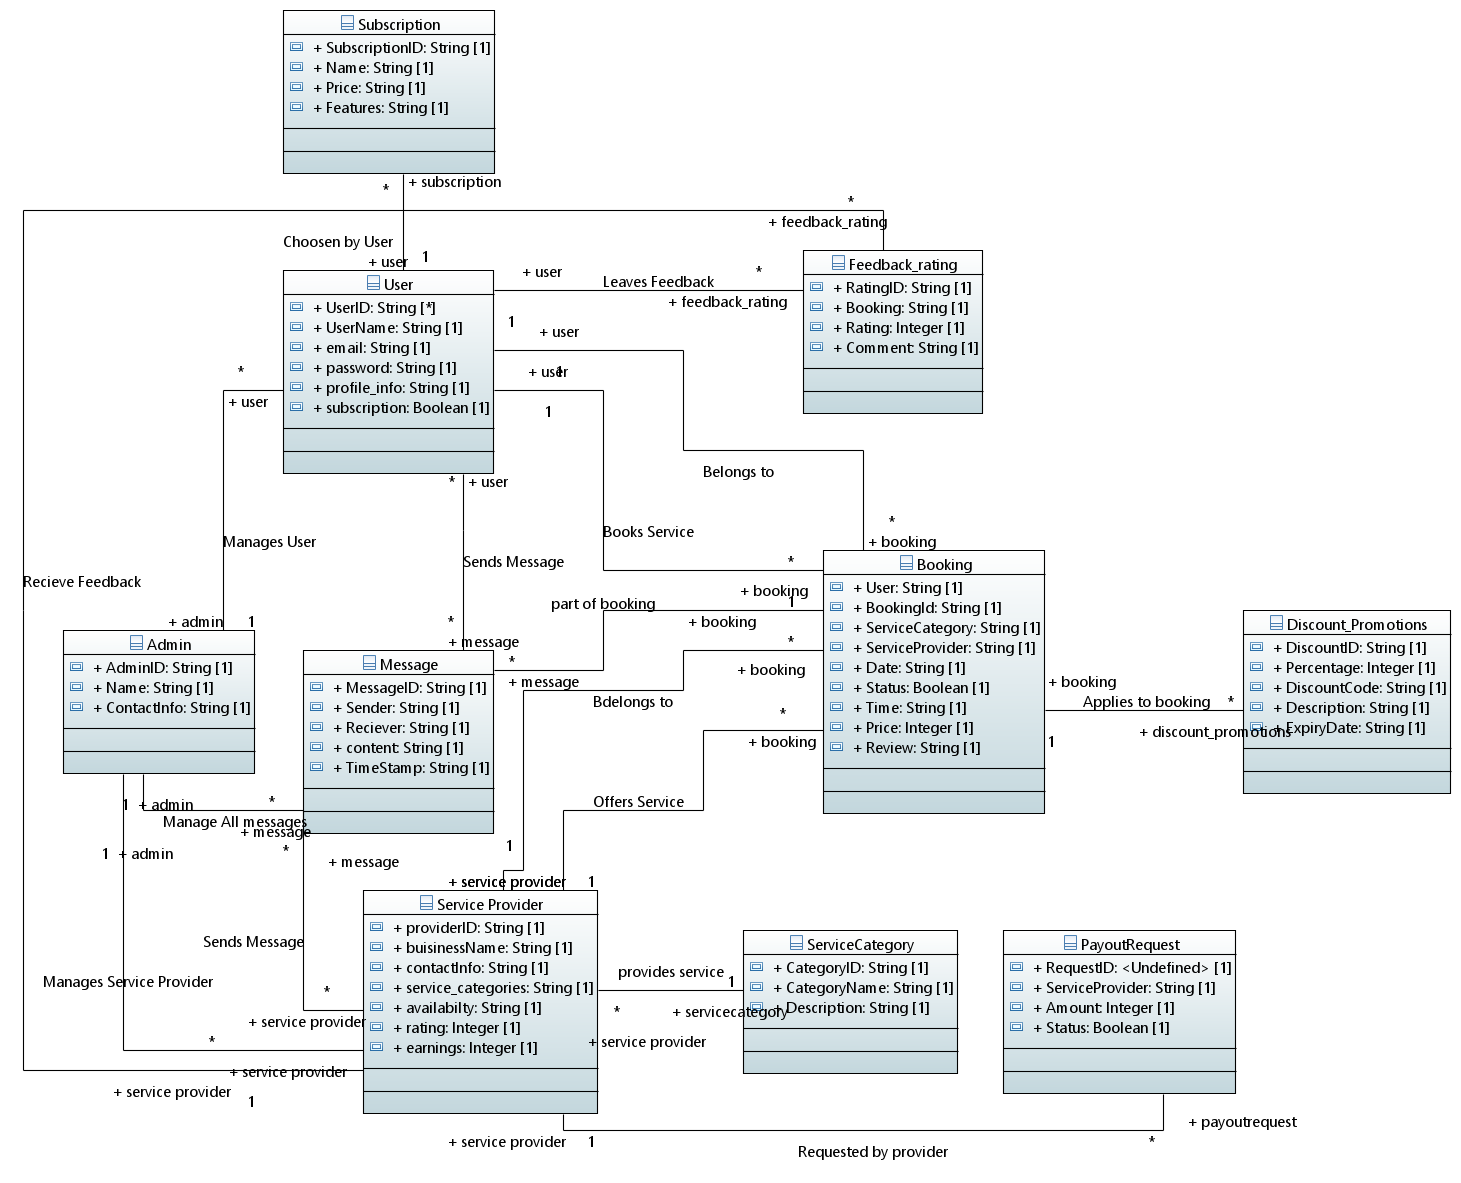 Subscription
+ SubscriptionID: String [1]
+ Name: String [1]
+ Price: String [1]
+ Features: String [1]
*
+ subscription
Choosen by User
+ user
1
*
+ feedback_rating
User
+ UserID: String [*]
+ UserName: String [1]
+ email: String [1]
+ password: String [1]
+ profile_info: String [1]
+ subscription: Boolean [1]
+ user
Leaves Feedback
*
+ feedback_rating
1
Feedback_rating
+ RatingID: String [1]
+ Booking: String [1]
+ Rating: Integer [1]
+ Comment: String [1]
+ user
1
Belongs to
*
+ booking
+ user
1
Books Service
*
+ booking
*
+ user
Manages User
+ admin
1
* + user
Sends Message
*
+ message
Recieve Feedback
Admin
+ AdminID: String [1]
+ Name: String [1]
+ ContactInfo: String [1]
Message
+ MessageID: String [1]
+ Sender: String [1]
+ Reciever: String [1]
+ content: String [1]
+ TimeStamp: String [1]
part of booking
1
+ booking
*
+ message
Booking
+ User: String [1]
+ BookingId: String [1]
+ ServiceCategory: String [1]
+ ServiceProvider: String [1]
+ Date: String [1]
+ Status: Boolean [1]
+ Time: String [1]
+ Price: Integer [1]
+ Review: String [1]
*
+ booking
Bdelongs to
1
+ service provider
*
+ booking
Offers Service
1
+ service provider
+ booking
Applies to booking
*
1
+ discount_promotions
Discount_Promotions
+ DiscountID: String [1]
+ Percentage: Integer [1]
+ DiscountCode: String [1]
+ Description: String [1]
+ ExpiryDate: String [1]
1 + admin
*
Manage All messages
+ message
1 + admin
*
+ message
Sends Message
*
+ service provider
Manages Service Provider
*
+ service provider
+ service provider
1
Service Provider
+ providerID: String [1]
+ buisinessName: String [1]
+ contactInfo: String [1]
+ service_categories: String [1]
+ availabilty: String [1]
+ rating: Integer [1]
+ earnings: Integer [1]
provides service
1
*
+ servicecategory
+ service provider
ServiceCategory
+ CategoryID: String [1]
+ CategoryName: String [1]
+ Description: String [1]
PayoutRequest
+ RequestID: <Undefined> [1]
+ ServiceProvider: String [1]
+ Amount: Integer [1]
+ Status: Boolean [1]
+ payoutrequest
+ service provider
1
*
Requested by provider